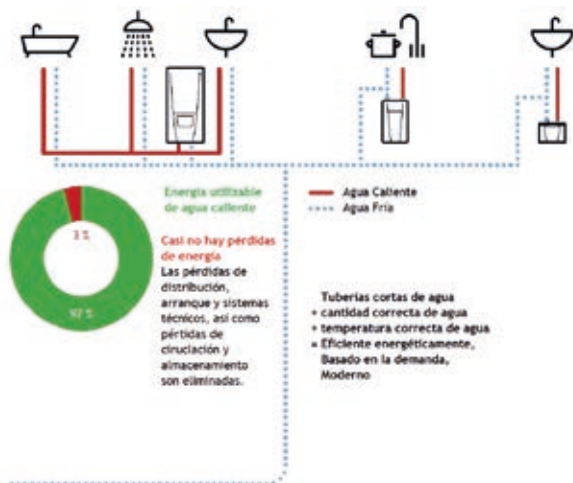 3 %
97 %
Energía utilizable
de agua caliente
Casi no hay pérdidas
de energía
Las pérdidas de
distribución,
arranque y sistemas
técnicos, así como
pérdidas de
ciruclación y
almacenamiento
son eliminadas.
Agua Caliente
Agua Fría
Tuberías cortas de agua
+ cantidad correcta de agua
+ temperatura correcta de agua
= Eficiente energéticamente,
Basado en la demanda,
Moderno